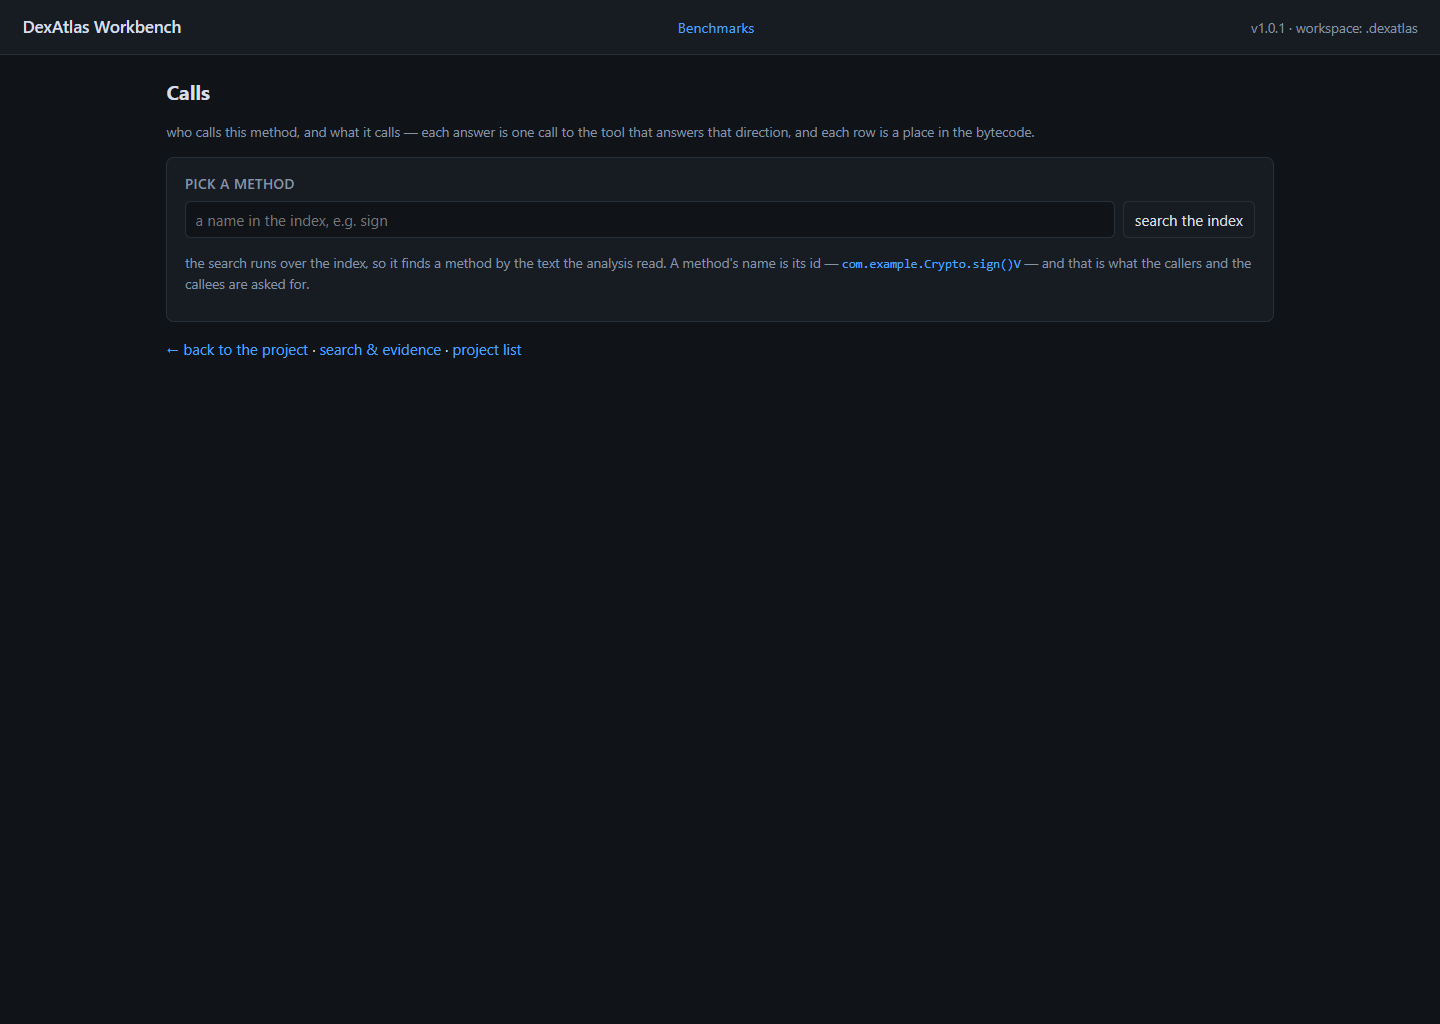 DexAtlas Workbench
Benchmarks
v1.0.1 · workspace: .dexatlas
Calls
who calls this method, and what it calls — each answer is one call to the tool that answers that direction, and each row is a place in the bytecode.
PICK A METHOD
a name in the index, e.g. sign
search the index
the search runs over the index, so it finds a method by the text the analysis read. A method's name is its id — com.example.Crypto.sign()V — and that is what the callers and the
callees are asked for.
← back to the project · search & evidence · project list